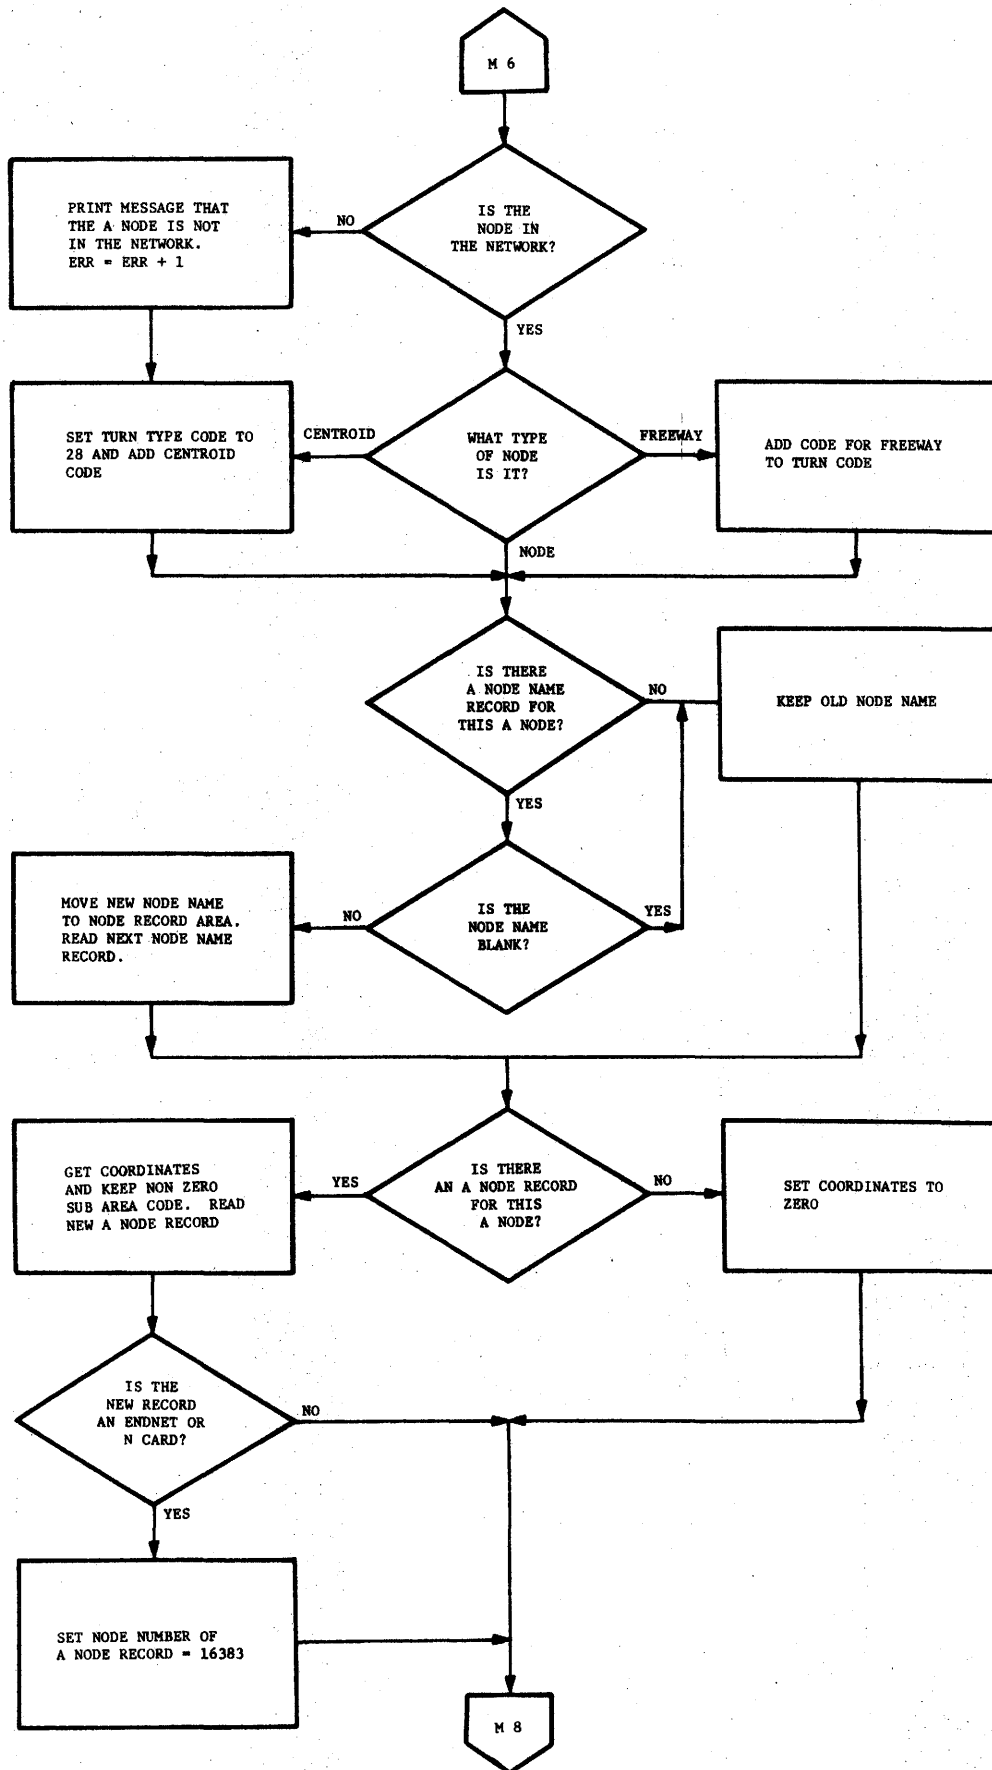 M 6
IS THE
NODE IN
THE NETWORK?
NO
PRINT MESSAGE THAT
THE A NODE IS NOT
IN THE NETWORK.
ERR = ERR + 1
YES
SET TURN TYPE CODE TO
28 AND ADD CENTROID
CODE
CENTROID
WHAT TYPE
OF NODE
IS IT?
FREEWAY
ADD CODE FOR FREEWAY
TO TURN CODE
NODE
IS THERE
A NODE NAME
RECORD FOR
THIS A NODE?
NO
KEEP OLD NODE NAME
YES
MOVE NEW NODE NAME
TO NODE RECORD AREA.
READ NEXT NODE NAME
RECORD.
NO
IS THE
NODE NAME
BLANK?
YES
GET COORDINATES
AND KEEP NON ZERO
SUB AREA CODE. READ
NEW A NODE RECORD
YES
IS THERE
AN A NODE RECORD
FOR THIS
A NODE?
NO
SET COORDINATES TO
ZERO
IS THE
NEW RECORD
AN ENDNET OR
N CARD?
NO
YES
SET NODE NUMBER OF
A NODE RECORD = 16383
M 8